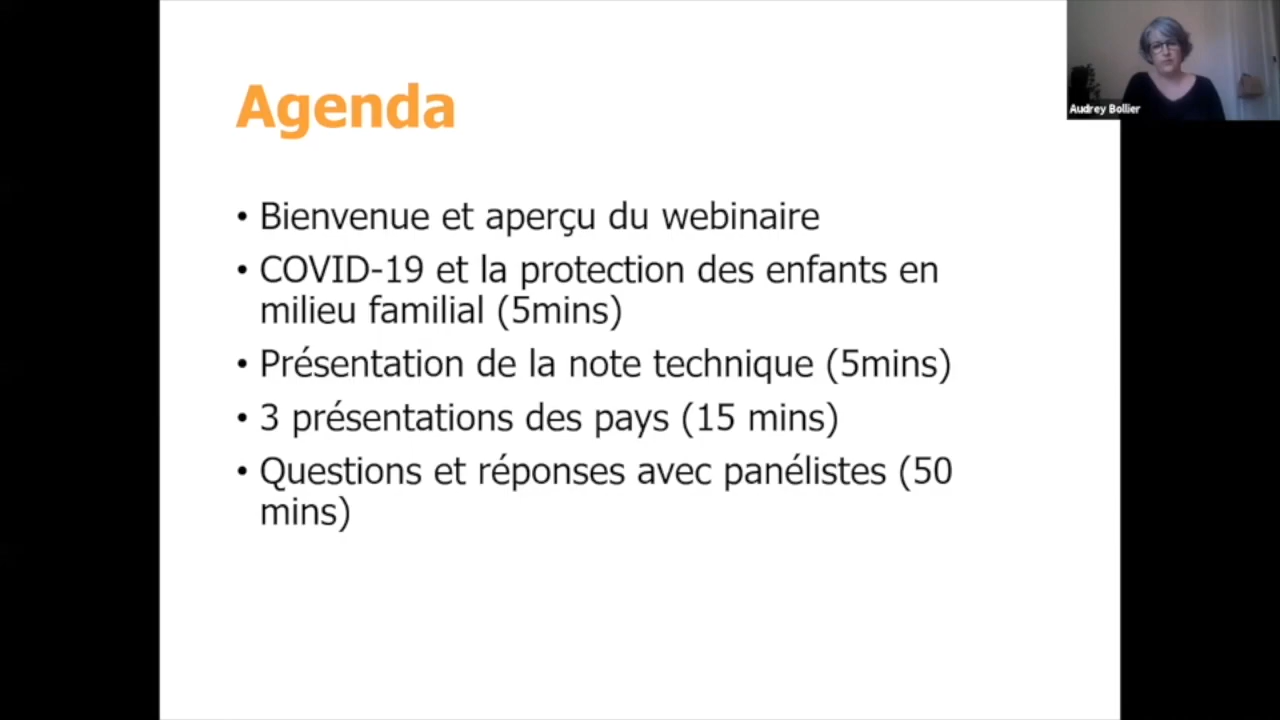 Agenda
• Bienvenue et aperçu du webinaire
• COVID-19 et la protection des enfants en
milieu familial (5mins)
• Présentation de la note technique (5mins)
• 3 présentations des pays (15 mins)
• Questions et réponses avec panélistes (50
mins)
Audrey Bollier